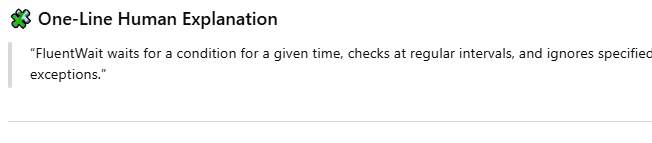 One-Line Human Explanation
“FluentWait waits for a condition for a given time, checks at regular intervals, and ignores specified
exceptions.”